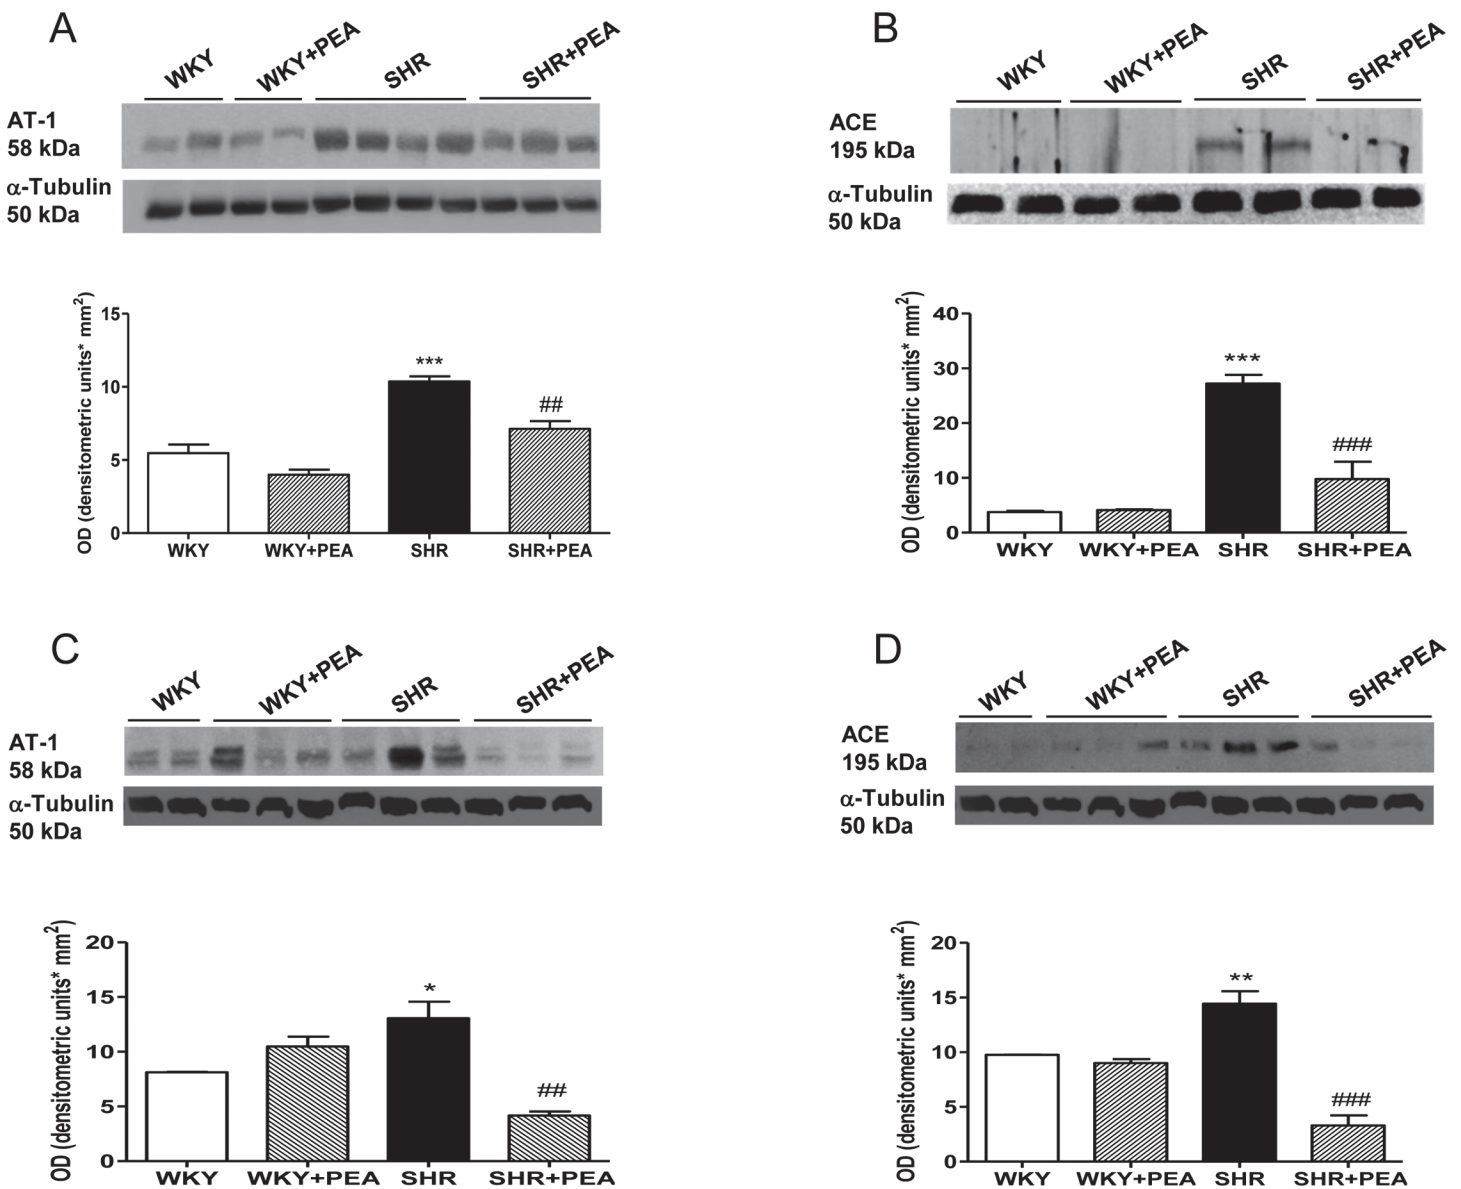 A
WKY
WKY+PEA
SHR
SHR+PEA
AT-1
58 kDa
α-Tubulin
50 kDa
OD (densitometric units* mm2)
15
10
5
0
***
##
WKY
WKY+PEA
SHR
SHR+PEA
B
WKY
WKY+PEA
SHR
SHR+PEA
ACE
195 kDa
α-Tubulin
50 kDa
OD (densitometric units* mm2)
40
30
20
10
0
***
###
WKY
WKY+PEA
SHR
SHR+PEA
C
WKY
WKY+PEA
SHR
SHR+PEA
AT-1
58 kDa
α-Tubulin
50 kDa
OD (densitometric units* mm2)
20
15
10
5
0
*
##
WKY
WKY+PEA
SHR
SHR+PEA
D
WKY
WKY+PEA
SHR
SHR+PEA
ACE
195 kDa
α-Tubulin
50 kDa
OD (densitometric units* mm2)
20
15
10
5
0
**
###
WKY
WKY+PEA
SHR
SHR+PEA